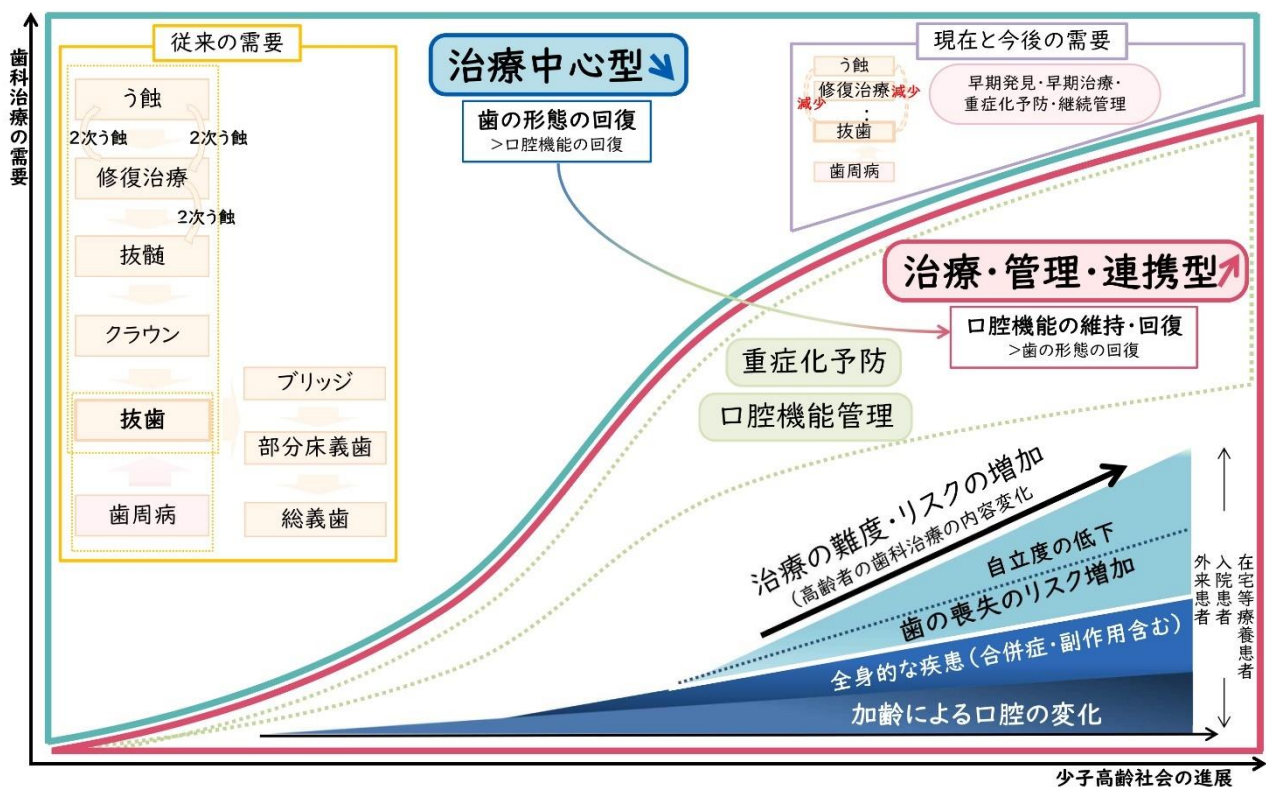 歯科治療の需要
従来の需要
う蝕
2次う蝕
2次う蝕
修復治療
2次う蝕
抜髄
クラウン
抜歯
歯周病
ブリッジ
部分床義歯
総義歯
治療中心型
歯の形態の回復
>口腔機能の回復
現在と今後の需要
う蝕
修復治療
減少
減少
:
抜歯
歯周病
早期発見・早期治療・
重症化予防・継続管理
治療・管理・連携型
口腔機能の維持・回復
>歯の形態の回復
重症化予防
口腔機能管理
治療の難度・リスクの増加
(高齢者の歯科治療の内容変化
自立度の低下
歯の喪失のリスク増加
全身的な疾患(合併症・副作用含む)
加齢による口腔の変化
在宅等療養患者
入院患者
外来患者
少子高齢社会の進展